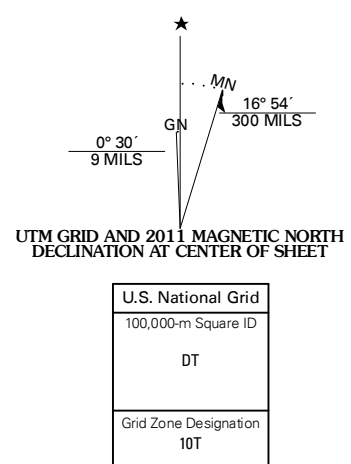 ★
MN
16° 54´
300 MILS
GN
0° 30´
9 MILS
UTM GRID AND 2011 MAGNETIC NORTH
DECLINATION AT CENTER OF SHEET
U.S. National Grid
100,000-m Square ID
DT
Grid Zone Designation
10T